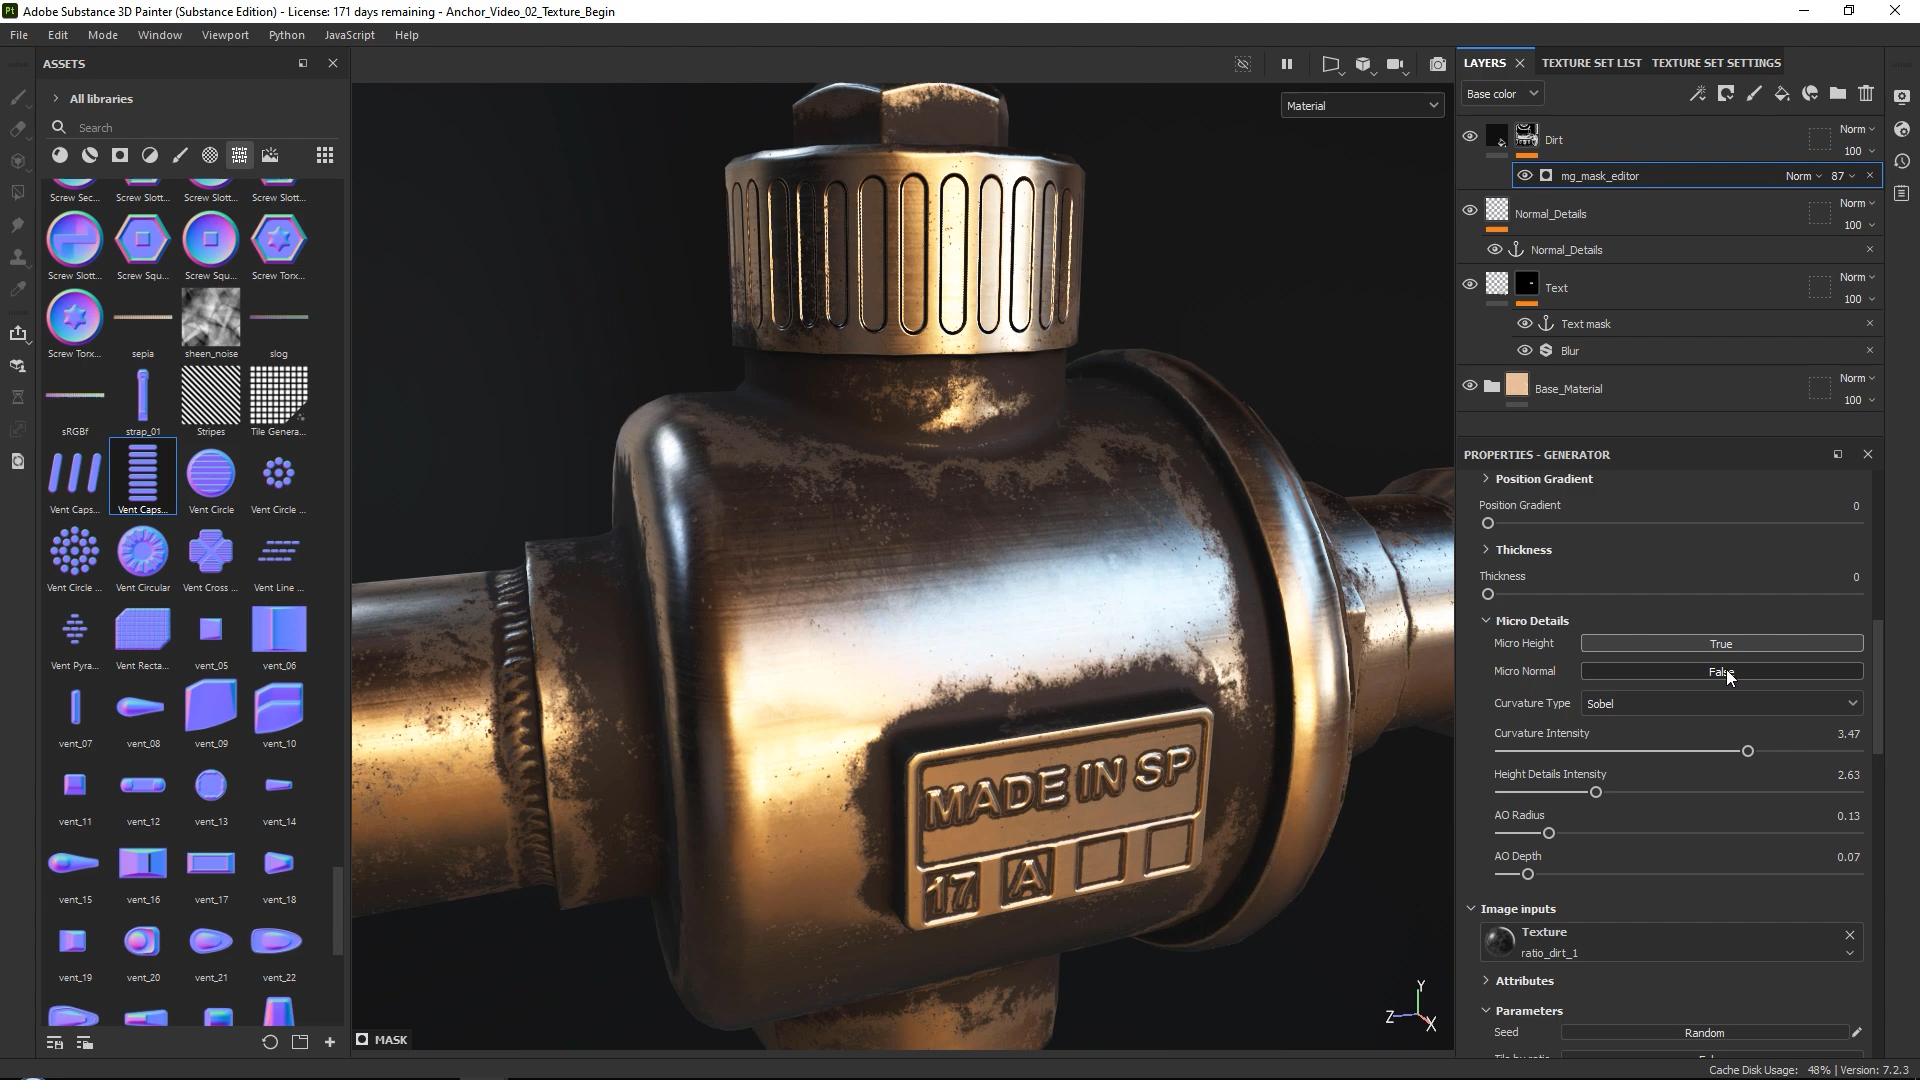 Pt Adobe Substance 3D Painter (Substance Edition) - License: 171 days remaining - Anchor_Video_02_Texture_Begin
File Edit Mode Window Viewport Python JavaScript Help
ASSETS
All libraries
Search
Screw Sec... Screw Slott... Screw Slott... Screw Slott...
Screw Slott... Screw Squ... Screw Squ... Screw Torx...
Screw Torx... sepia sheen_noise slog
sRGBf strap_01 Stripes Tile Genera...
Vent Caps... Vent Caps... Vent Circle Vent Circle ...
Vent Circle ... Vent Circular Vent Cross ... Vent Line ...
Vent Pyra... Vent Recta... vent_05 vent_06
vent_07 vent_08 vent_09 vent_10
vent_11 vent_12 vent_13 vent_14
vent_15 vent_16 vent_17 vent_18
vent_19 vent_20 vent_21 vent_22
Material
MADE IN SP
17 A
Y
Z X
MASK
LAYERS TEXTURE SET LIST TEXTURE SET SETTINGS
Base color
Dirt Norm
100
mg_mask_editor Norm 87
Normal_Details Norm
100
Normal_Details
Text Norm
100
Text mask
Blur
Base_Material Norm
100
PROPERTIES - GENERATOR
Position Gradient
Position Gradient 0
Thickness
Thickness 0
Micro Details
Micro Height True
Micro Normal False
Curvature Type Sobel
Curvature Intensity 3.47
Height Details Intensity 2.63
AO Radius 0.13
AO Depth 0.07
Image inputs
Texture
ratio_dirt_1
Attributes
Parameters
Seed Random
Cache Disk Usage: 48% | Version: 7.2.3